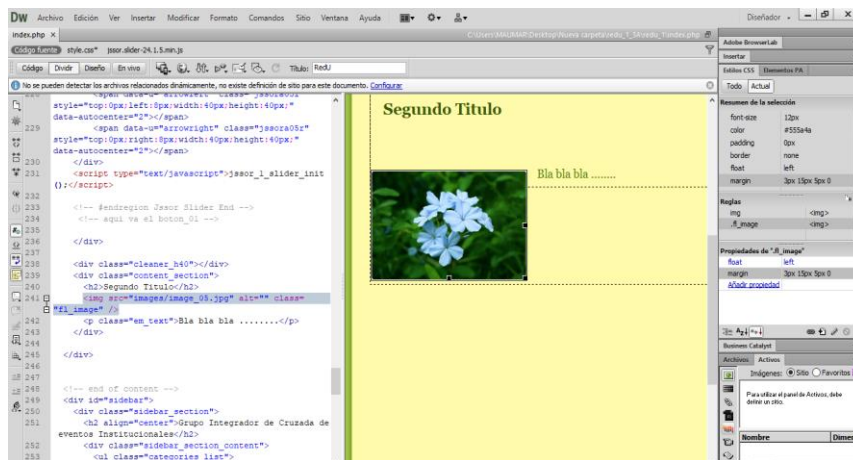 DW Archivo Edición Ver Insertar Modificar Formato Comandos Sitio Ventana Ayuda Diseñador
index.php × C:\Users\MAUMAR\Desktop\Nueva carpeta\redu_1_SN\redu_1\index.php
Código fuente style.css* jssor.slider-24.1.5.min.js
Código Dividir Diseño En vivo Título: RedU
No se pueden detectar los archivos relacionados dinámicamente, no existe definición de sitio para este documento. Configurar
style="top:0px;left:8px;width:40px;height:40px;"
data-autocenter="2"></span>
229 <span data-u="arrowright" class="jssora05r"
style="top:0px;right:8px;width:40px;height:40px;"
data-autocenter="2"></span>
230 </div>
231 <script type="text/javascript">jssor_1_slider_init
();</script>
232
233 <!-- #endregion Jssor Slider End -->
234 <!-- aqui va el boton_01 -->
235
236 </div>
237
238 <div class="cleaner_h40"></div>
239 <div class="content_section">
240 <h2>Segundo Titulo</h2>
241 <img src="images/image_05.jpg" alt="" class=
"fl_image" />
242 <p class="em_text">Bla bla bla ........</p>
243 </div>
244
245 </div>
246
247
248 <!-- end of content -->
249 <div id="sidebar">
250 <div class="sidebar_section">
251 <h2 align="center">Grupo Integrador de Cruzada de
eventos Institucionales</h2>
252 <div class="sidebar_section_content">
253 <ul class="categories_list">
Segundo Titulo
Bla bla bla ........
Adobe BrowserLab
Insertar
Estilos CSS Elementos PA
Todo Actual
Resumen de la selección
font-size 12px
color #555a4a
padding 0px
border none
float left
margin 3px 15px 5px 0
Reglas
img <img>
.fl_image <img>
Propiedades de ".fl_image"
float left
margin 3px 15px 5px 0
Añadir propiedad
Business Catalyst
Archivos Activos
Imágenes: Sitio Favoritos
Para utilizar el panel de Activos, debe
definir un sitio.
Nombre Dimen